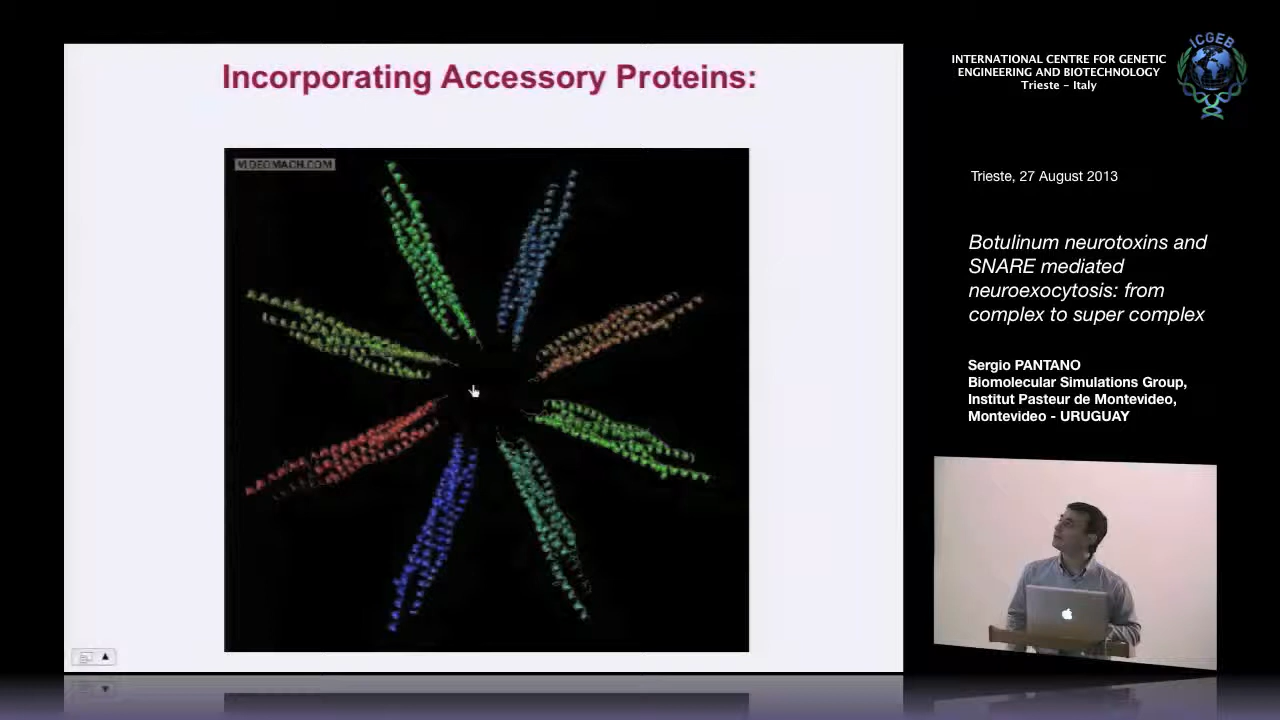 Incorporating Accessory Proteins:
VIDEOMACH.COM
INTERNATIONAL CENTRE FOR GENETIC
ENGINEERING AND BIOTECHNOLOGY
Trieste – Italy
ICGEB
Trieste, 27 August 2013
Botulinum neurotoxins and
SNARE mediated
neuroexocytosis: from
complex to super complex
Sergio PANTANO
Biomolecular Simulations Group,
Institut Pasteur de Montevideo,
Montevideo - URUGUAY